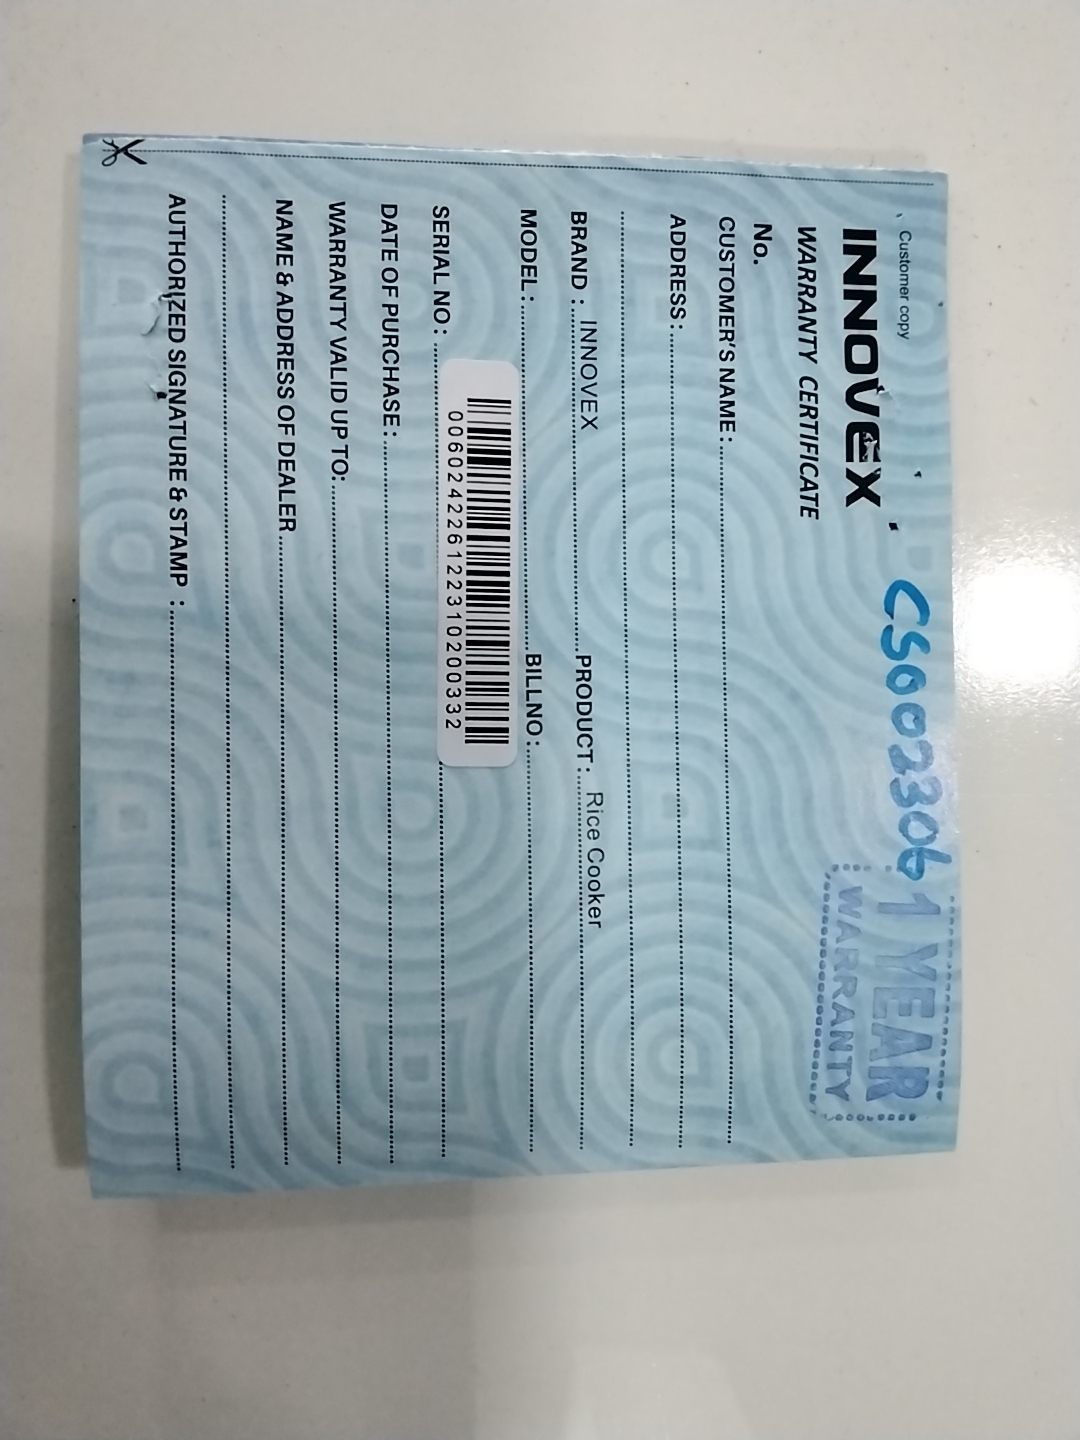 Customer copy
INNOVEX CS002306
WARRANTY CERTIFICATE 1 YEAR
WARRANTY
No.
CUSTOMER'S NAME :
ADDRESS :
BRAND : INNOVEX PRODUCT : Rice Cooker
MODEL : BILLNO :
SERIAL NO : 006024226122310200332
DATE OF PURCHASE :
WARRANTY VALID UP TO:
NAME & ADDRESS OF DEALER
AUTHORIZED SIGNATURE & STAMP :